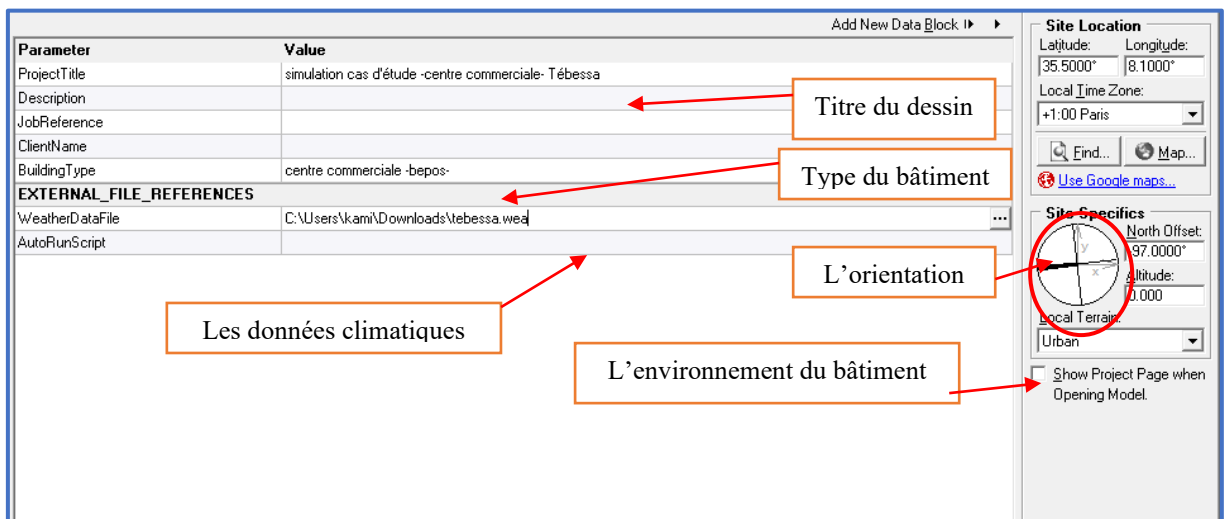 Add New Data Block
Parameter Value
ProjectTitle simulation cas d'étude -centre commerciale- Tébessa
Description
JobReference
ClientName
BuildingType centre commerciale -bepos-
EXTERNAL_FILE_REFERENCES
WeatherDataFile C:\Users\kami\Downloads\tebessa.wea ...
AutoRunScript
Titre du dessin
Type du bâtiment
L'orientation
Les données climatiques
L'environnement du bâtiment
Site Location
Latitude: Longitude:
35.5000° 8.1000°
Local Time Zone:
+1:00 Paris
Find... Map...
Use Google maps...
Site Specifics
North Offset:
y
-97.0000°
x
Altitude:
0.000
Local Terrain:
Urban
Show Project Page when
Opening Model.